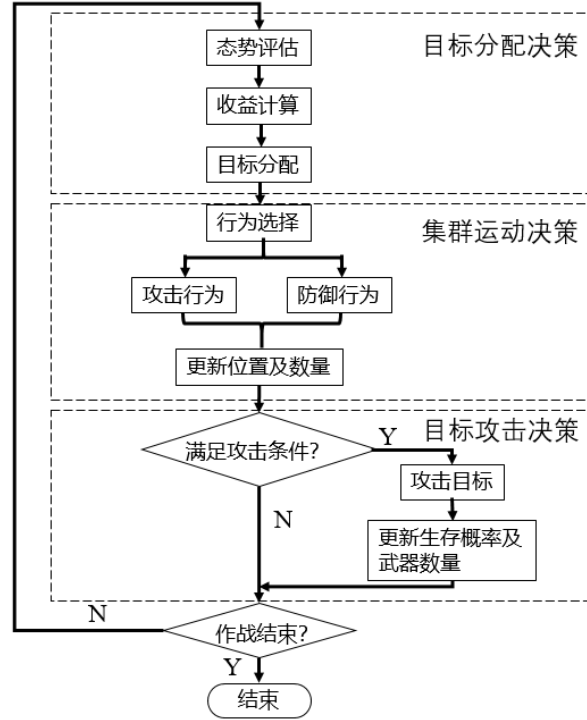 态势评估
目标分配决策
收益计算
目标分配
行为选择
集群运动决策
攻击行为
防御行为
更新位置及数量
目标攻击决策
满足攻击条件?
Y
攻击目标
N
更新生存概率及
武器数量
N
作战结束?
Y
结束